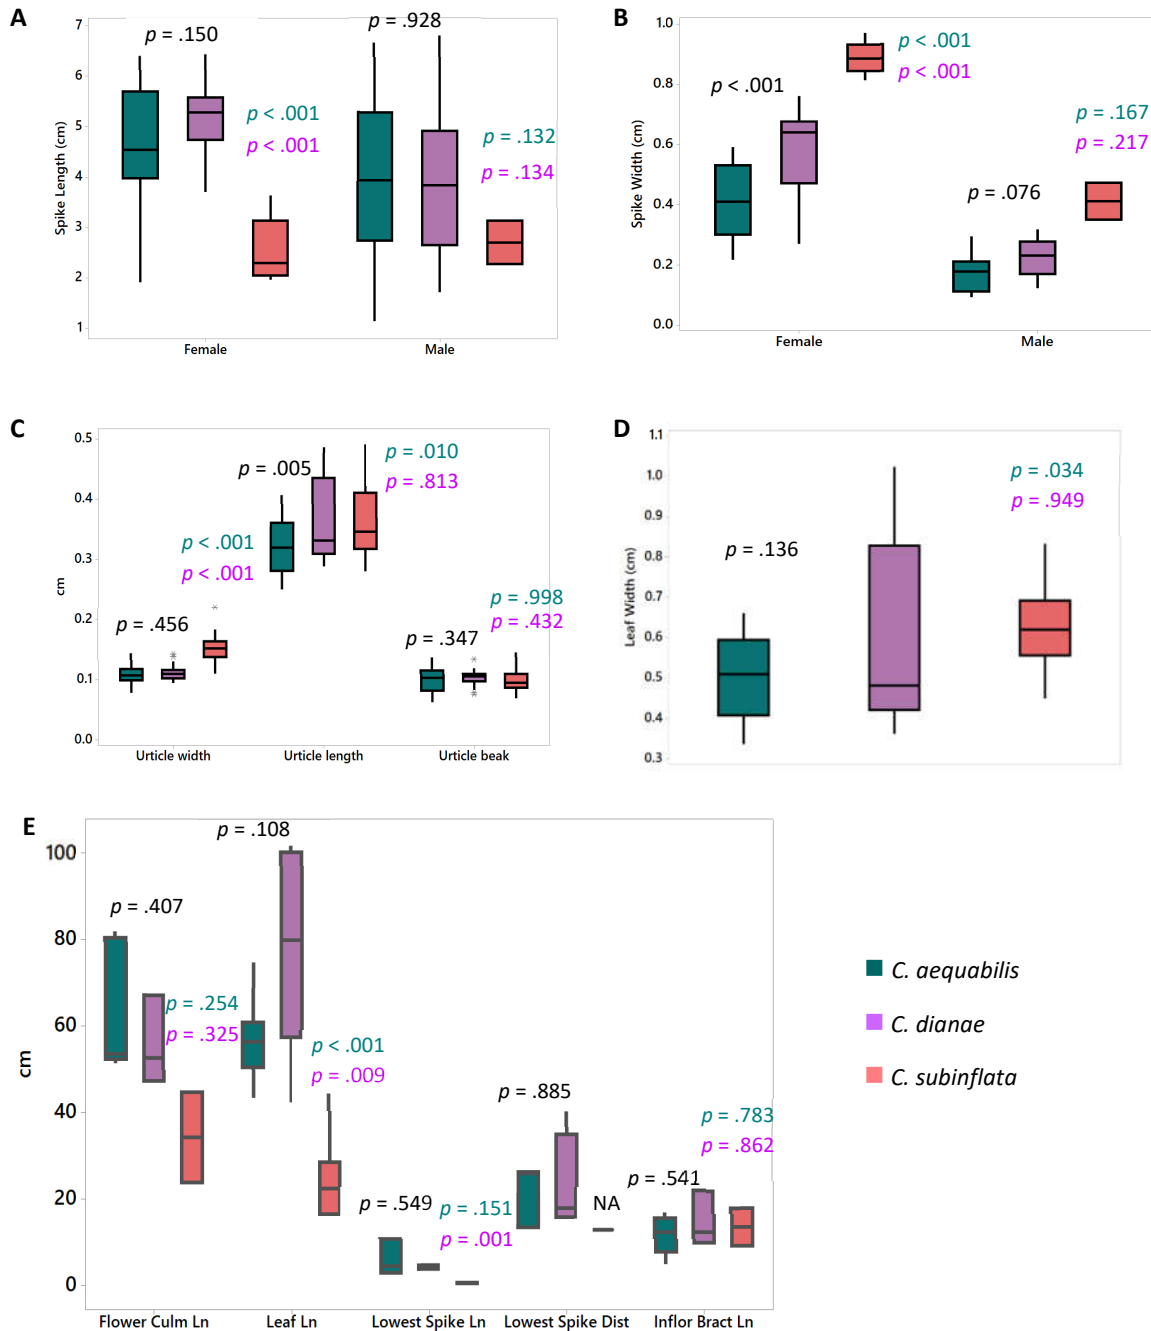 A
7
6
5
4
3
2
1
Spike Length (cm)
p = .150
p = .928
p < .001
p < .001
p = .132
p = .134
Female
Male
B
1.0
0.8
0.6
0.4
0.2
0.0
Spike Width (cm)
p < .001
p < .001
p < .001
p = .167
p = .217
p = .076
Female
Male
C
0.5
0.4
0.3
0.2
0.1
0.0
cm
p = .005
p = .010
p = .813
p < .001
p < .001
p = .456
p = .998
p = .432
p = .347
Urticle width
Urticle length
Urticle beak
D
1.1
1.0
0.9
0.8
0.7
0.6
0.5
0.4
0.3
Leaf Width (cm)
p = .034
p = .949
p = .136
E
100
80
60
40
20
0
cm
p = .108
p = .407
p = .254
p = .325
p < .001
p = .009
p = .885
p = .549
p = .151
p = .001
NA
p = .783
p = .862
p = .541
Flower Culm Ln
Leaf Ln
Lowest Spike Ln
Lowest Spike Dist
Inflor Bract Ln
C. aequabilis
C. dianae
C. subinflata